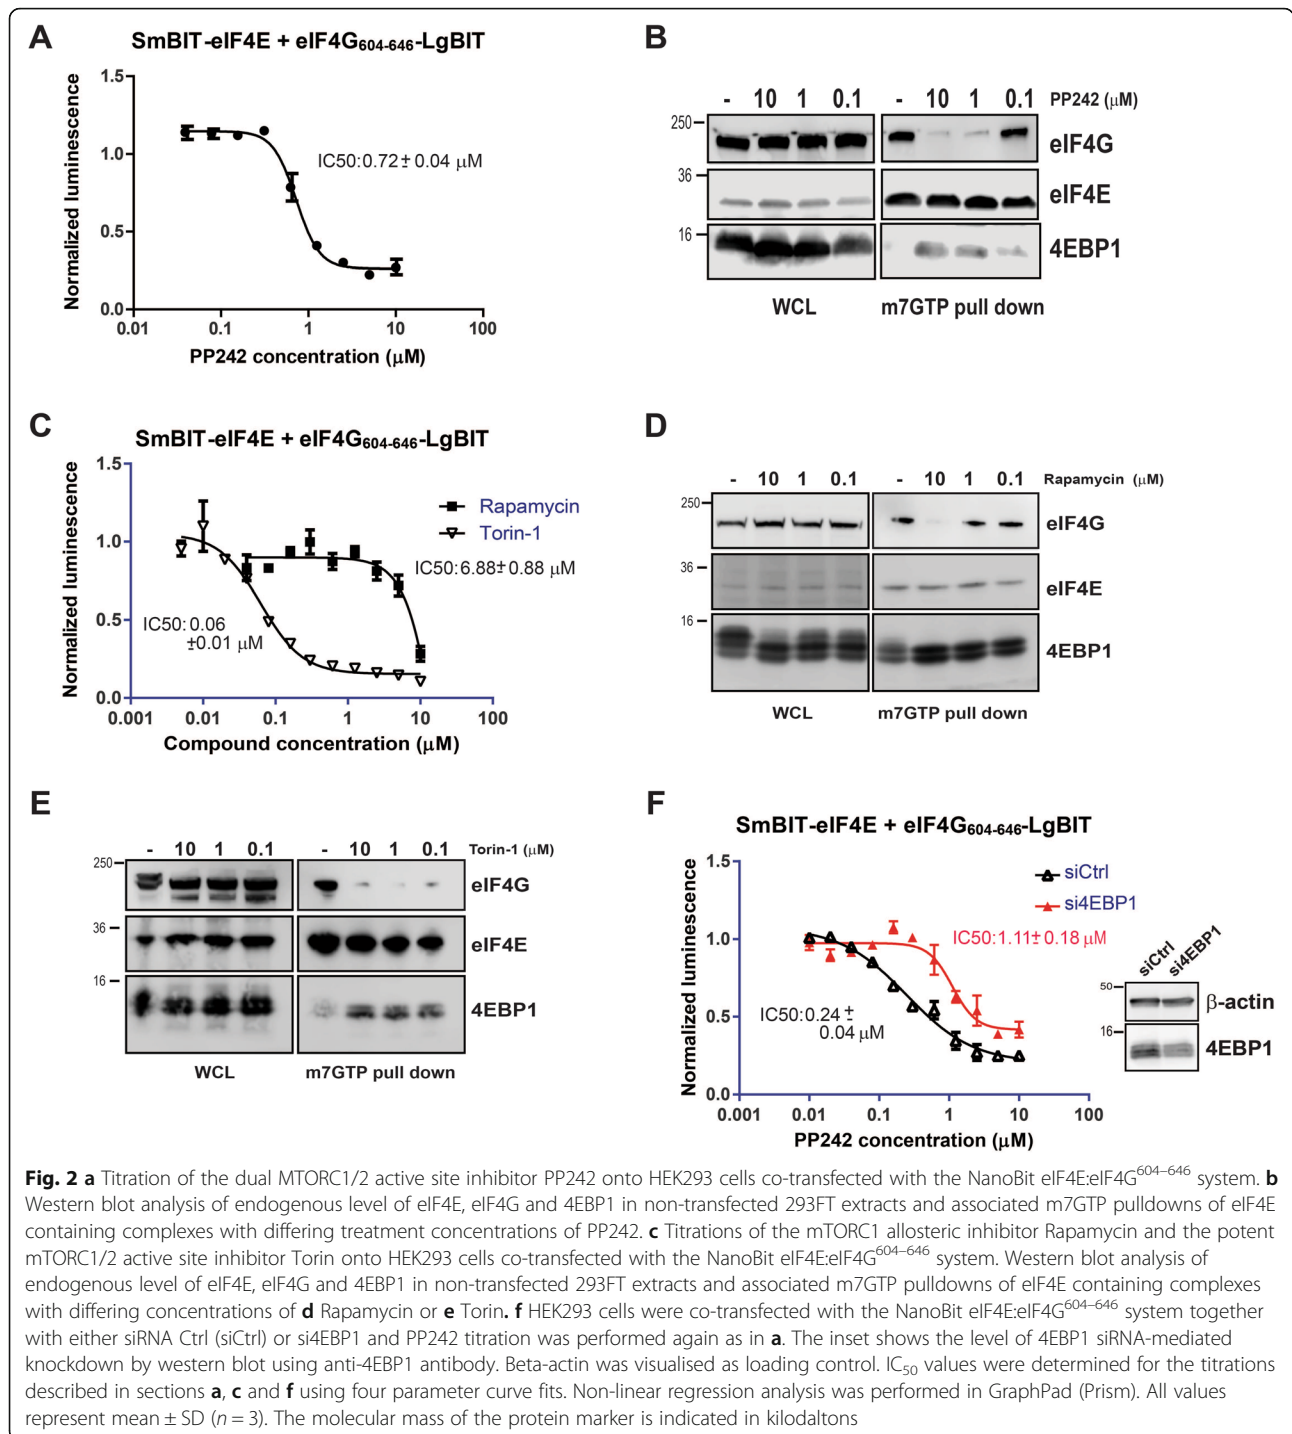 A
SmBIT-eIF4E + eIF4G604-646-LgBIT
Normalized luminescence
1.5
1.0
0.5
0.0
IC50:0.72± 0.04 µM
0.01 0.1 1 10 100
PP242 concentration (µM)
B
- 10 1 0.1 - 10 1 0.1 PP242 (µM)
250
eIF4G
36
eIF4E
16
4EBP1
WCL m7GTP pull down
C
SmBIT-eIF4E + eIF4G604-646-LgBIT
Normalized luminescence
1.5
1.0
0.5
0.0
Rapamycin
Torin-1
IC50:6.88± 0.88 µM
IC50: 0.06
±0.01 µM
0.001 0.01 0.1 1 10 100
Compound concentration (µM)
D
- 10 1 0.1 - 10 1 0.1 Rapamycin (µM)
250
eIF4G
36
eIF4E
16
4EBP1
WCL m7GTP pull down
E
- 10 1 0.1 - 10 1 0.1 Torin-1 (µM)
250
eIF4G
36
eIF4E
16
4EBP1
WCL m7GTP pull down
F
SmBIT-eIF4E + eIF4G604-646-LgBIT
Normalized luminescence
1.5
1.0
0.5
0.0
siCtrl
si4EBP1
IC50:1.11± 0.18 µM
IC50:0.24 ±
0.04 µM
0.001 0.01 0.1 1 10 100
PP242 concentration (µM)
siCtrl si4EBP1
50
β-actin
16
4EBP1
Fig. 2 a Titration of the dual MTORC1/2 active site inhibitor PP242 onto HEK293 cells co-transfected with the NanoBit eIF4E:eIF4G604–646 system. b
Western blot analysis of endogenous level of eIF4E, eIF4G and 4EBP1 in non-transfected 293FT extracts and associated m7GTP pulldowns of eIF4E
containing complexes with differing treatment concentrations of PP242. c Titrations of the mTORC1 allosteric inhibitor Rapamycin and the potent
mTORC1/2 active site inhibitor Torin onto HEK293 cells co-transfected with the NanoBit eIF4E:eIF4G604–646 system. Western blot analysis of
endogenous level of eIF4E, eIF4G and 4EBP1 in non-transfected 293FT extracts and associated m7GTP pulldowns of eIF4E containing complexes
with differing concentrations of d Rapamycin or e Torin. f HEK293 cells were co-transfected with the NanoBit eIF4E:eIF4G604–646 system together
with either siRNA Ctrl (siCtrl) or si4EBP1 and PP242 titration was performed again as in a. The inset shows the level of 4EBP1 siRNA-mediated
knockdown by western blot using anti-4EBP1 antibody. Beta-actin was visualised as loading control. IC50 values were determined for the titrations
described in sections a, c and f using four parameter curve fits. Non-linear regression analysis was performed in GraphPad (Prism). All values
represent mean ± SD (n = 3). The molecular mass of the protein marker is indicated in kilodaltons